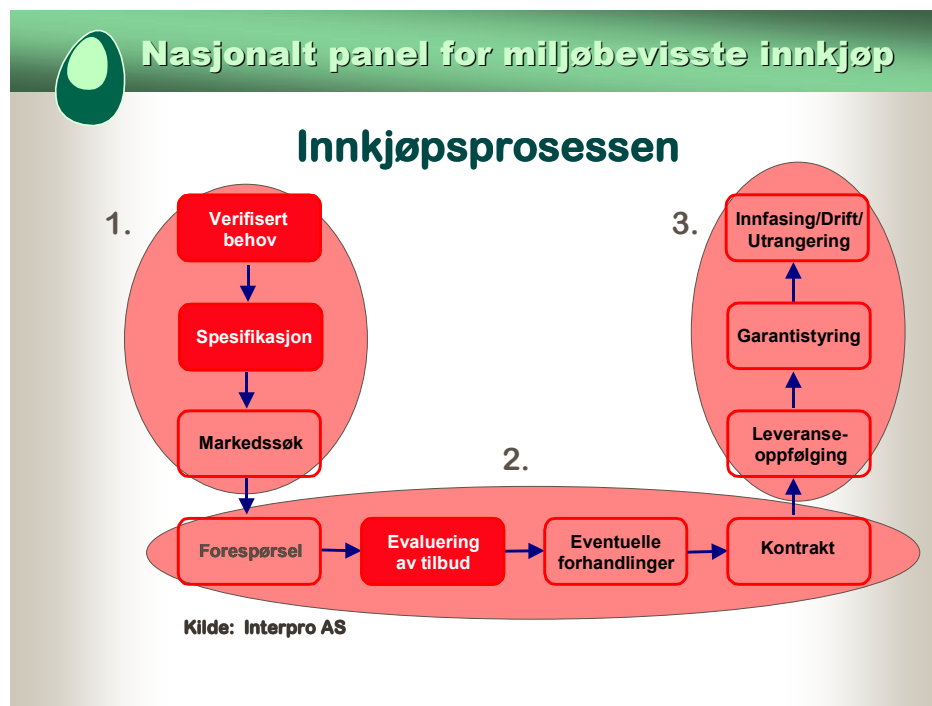 Nasjonalt panel for miljøbevisste innkjøp
Innkjøpsprosessen
1.
Verifisert
behov
Spesifikasjon
Markedssøk
2.
Forespørsel
Evaluering
av tilbud
Eventuelle
forhandlinger
Kontrakt
3.
Innfasing/Drift/
Utrangering
Garantistyring
Leveranse-
oppfølging
Kilde: Interpro AS